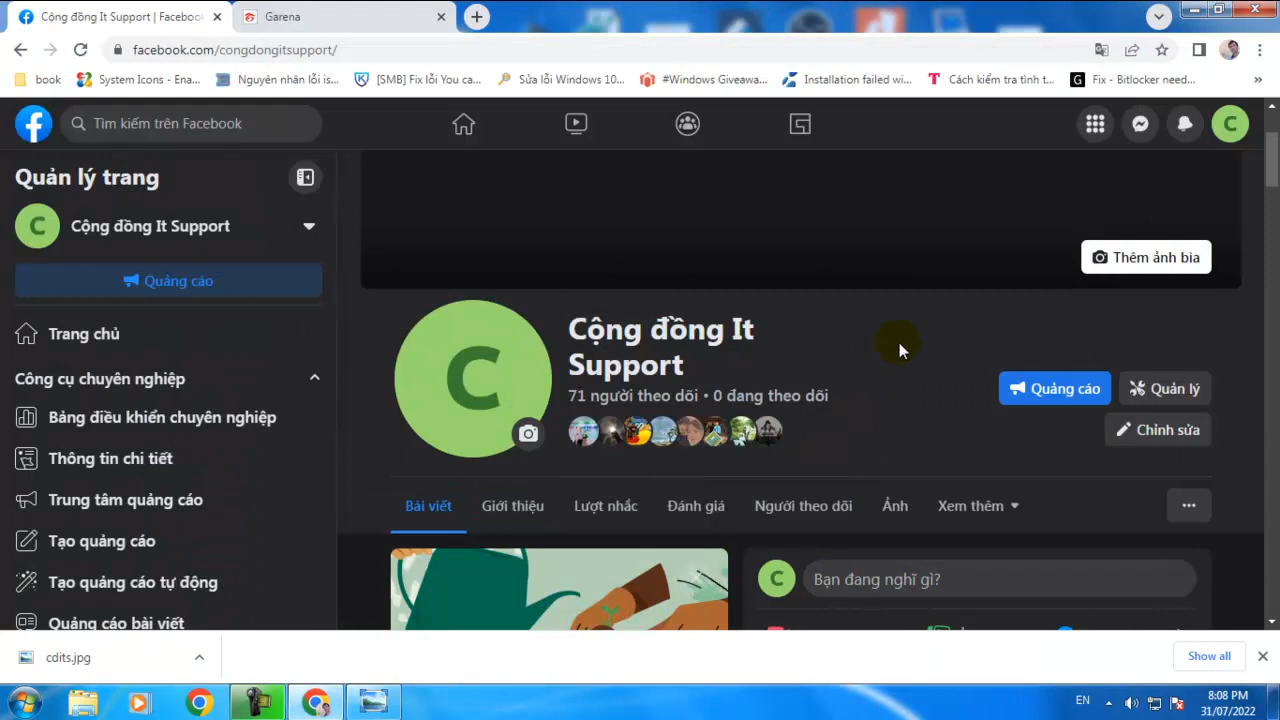 Cộng đồng It Support | Facebook
Garena
facebook.com/congdongitsupport/
book
System Icons - Ena...
Nguyên nhân lỗi is...
[SMB] Fix lỗi You ca...
Sửa lỗi Windows 10...
#Windows Giveawa...
Installation failed wi...
Cách kiểm tra tình t...
Fix - Bitlocker need...
»
Tìm kiếm trên Facebook
C
Quản lý trang
C
Cộng đồng It Support
Quảng cáo
Trang chủ
Công cụ chuyên nghiệp
Bảng điều khiển chuyên nghiệp
Thông tin chi tiết
Trung tâm quảng cáo
Tạo quảng cáo
Tạo quảng cáo tự động
Quảng cáo bài viết
Thêm ảnh bìa
C
Cộng đồng It
Support
71 người theo dõi • 0 đang theo dõi
Quảng cáo
Quản lý
Chỉnh sửa
Bài viết
Giới thiệu
Lượt nhắc
Đánh giá
Người theo dõi
Ảnh
Xem thêm
C
Bạn đang nghĩ gì?
cdits.jpg
Show all
EN
8:08 PM
31/07/2022